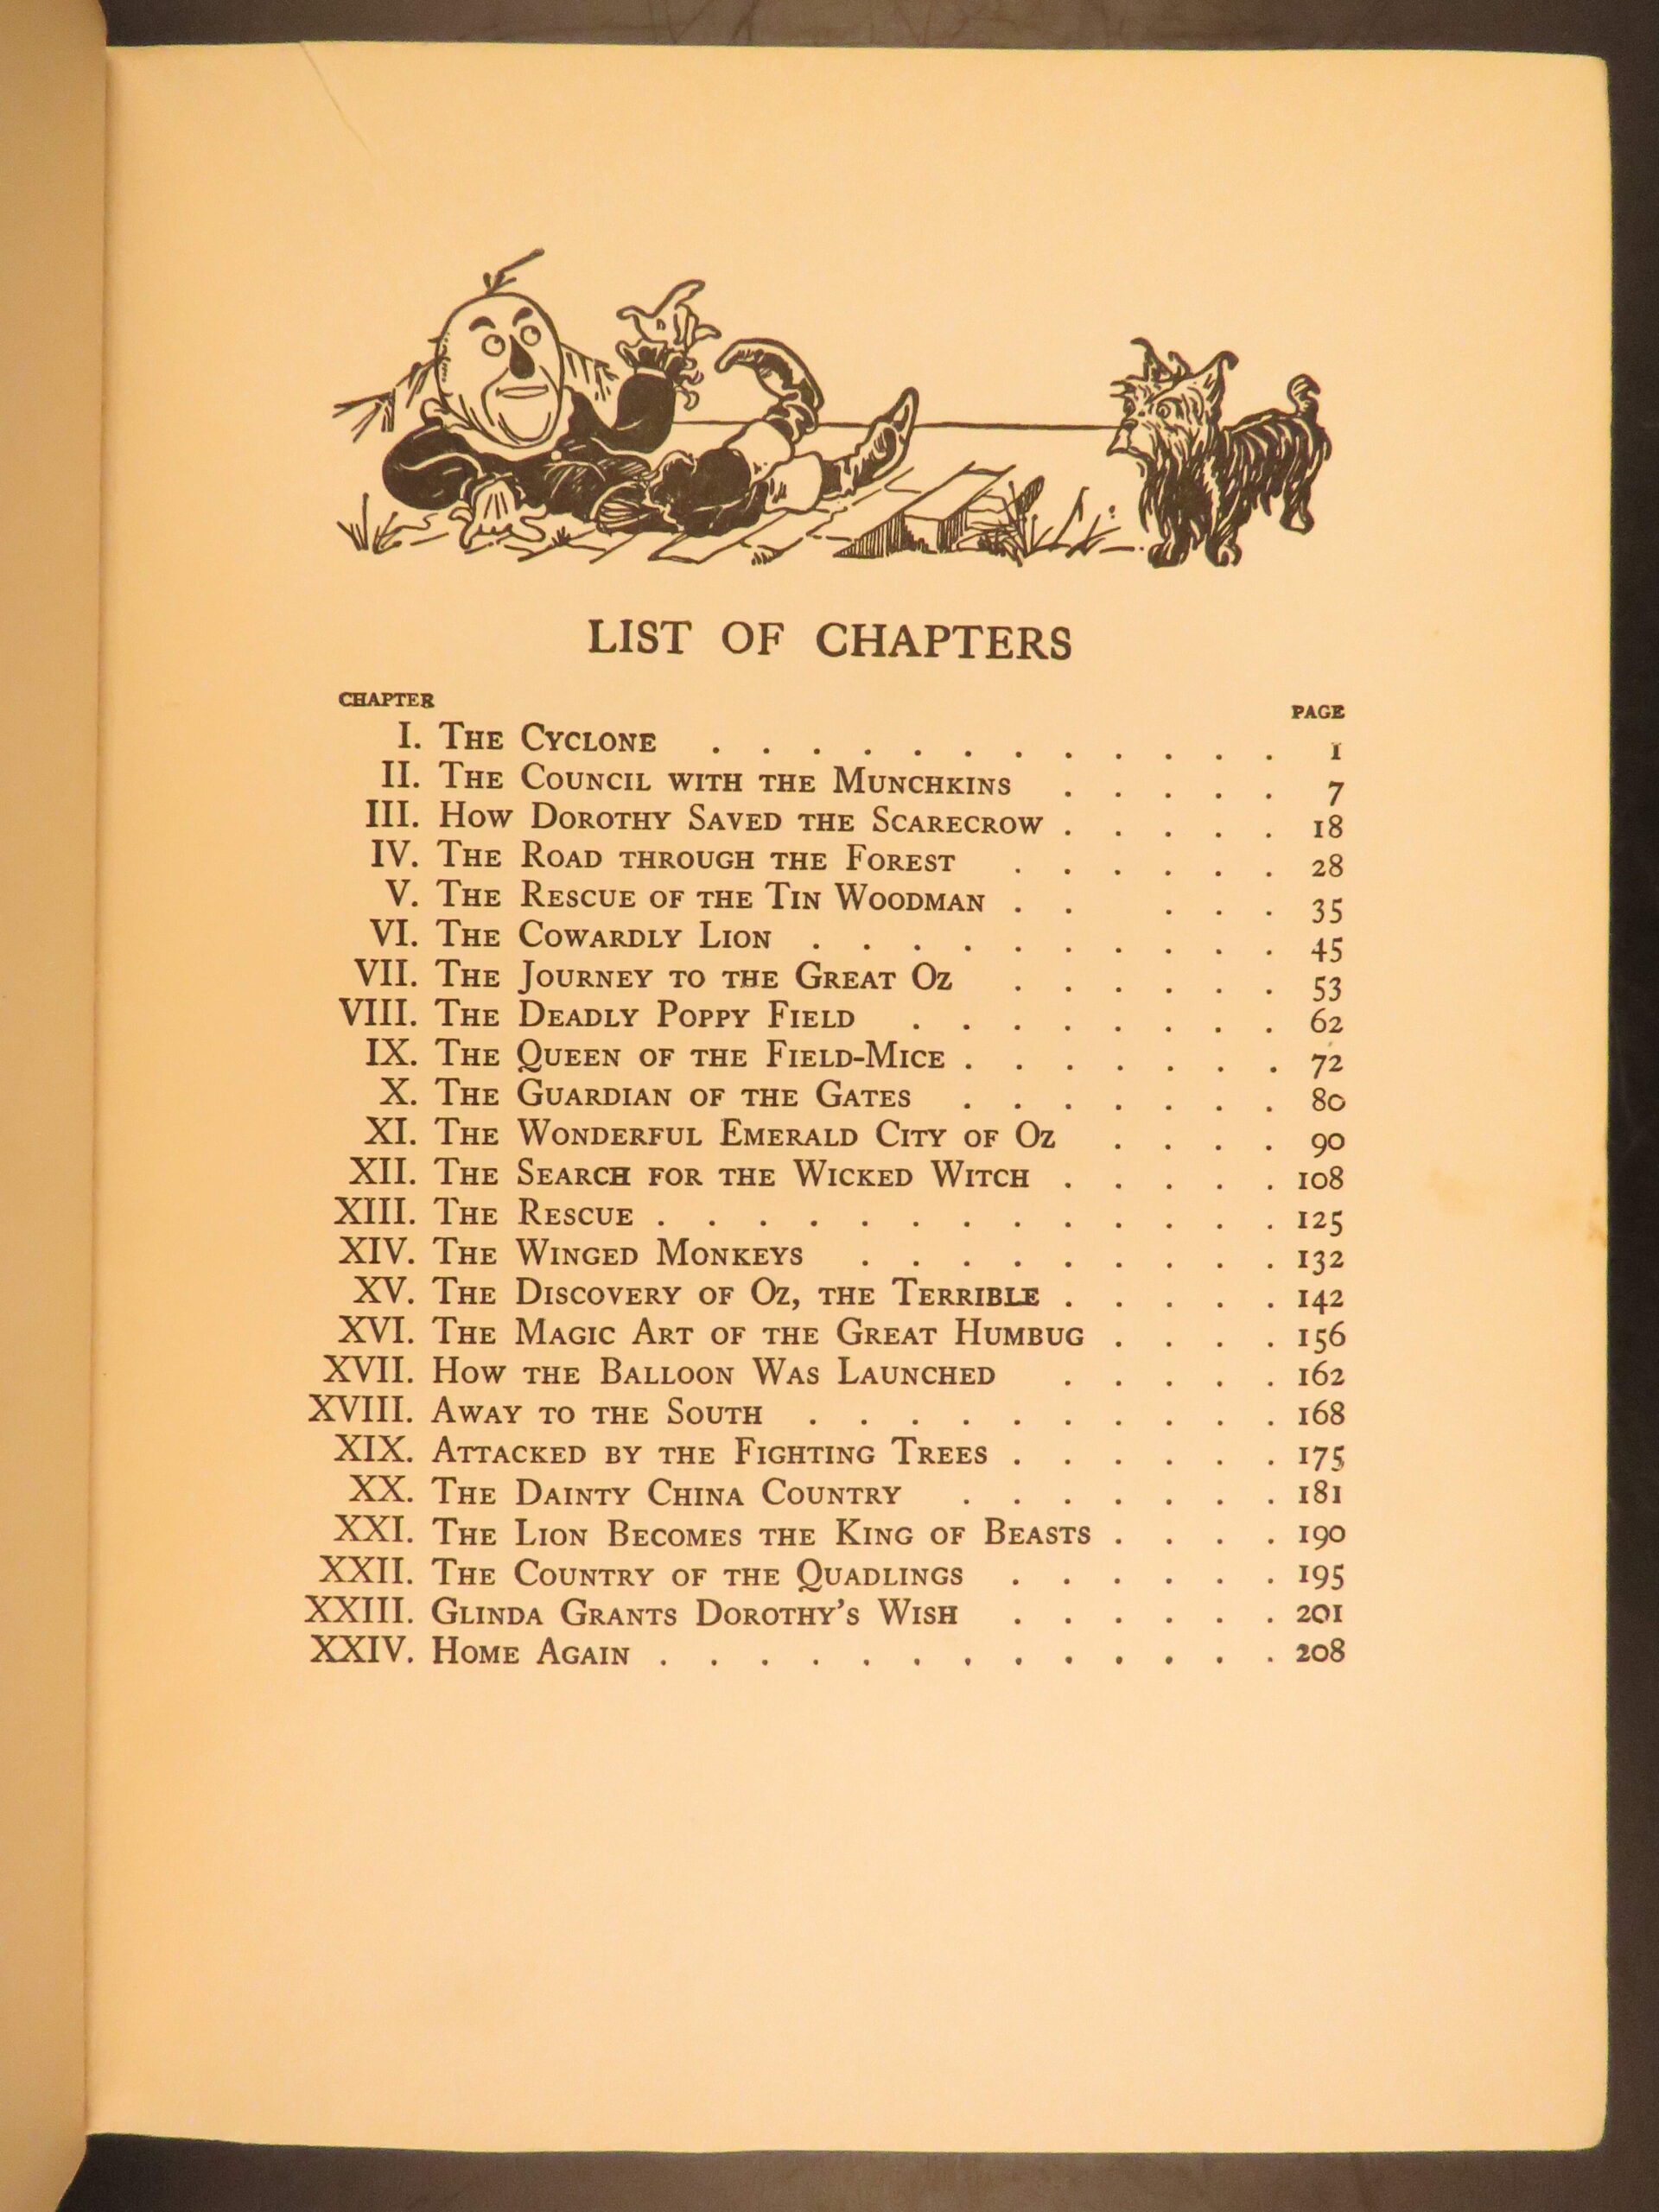 LIST OF CHAPTERS
CHAPTER PAGE
I. The Cyclone . . . . . . . . . . . . 1
II. The Council with the Munchkins . . . . . 7
III. How Dorothy Saved the Scarecrow . . . . . 18
IV. The Road through the Forest . . . . . . 28
V. The Rescue of the Tin Woodman . . . . . 35
VI. The Cowardly Lion . . . . . . . . . . 45
VII. The Journey to the Great Oz . . . . . . 53
VIII. The Deadly Poppy Field . . . . . . . . 62
IX. The Queen of the Field-Mice . . . . . . . 72
X. The Guardian of the Gates . . . . . . . 80
XI. The Wonderful Emerald City of Oz . . . . 90
XII. The Search for the Wicked Witch . . . . . 108
XIII. The Rescue . . . . . . . . . . . . . 125
XIV. The Winged Monkeys . . . . . . . . . 132
XV. The Discovery of Oz, the Terrible . . . . . 142
XVI. The Magic Art of the Great Humbug . . . . 156
XVII. How the Balloon Was Launched . . . . . 162
XVIII. Away to the South . . . . . . . . . . 168
XIX. Attacked by the Fighting Trees . . . . . . 175
XX. The Dainty China Country . . . . . . . 181
XXI. The Lion Becomes the King of Beasts . . . . 190
XXII. The Country of the Quadlings . . . . . . 195
XXIII. Glinda Grants Dorothy's Wish . . . . . . 201
XXIV. Home Again . . . . . . . . . . . . . 208